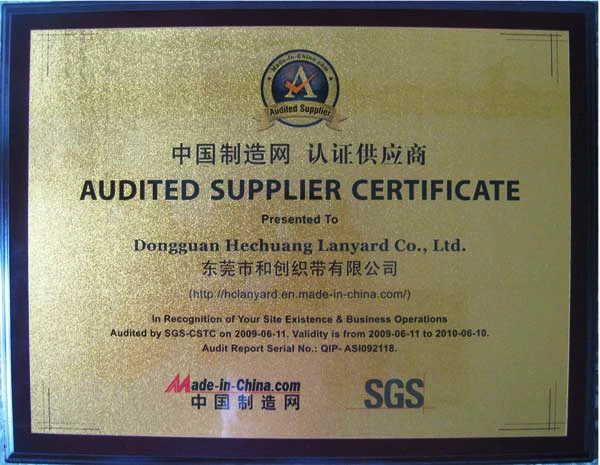 Made-in-China.com
A
Audited Supplier
中国制造网 认证供应商
AUDITED SUPPLIER CERTIFICATE
Presented To
Dongguan Hechuang Lanyard Co., Ltd.
东莞市和创织带有限公司
(http://hclanyard.en.made-in-china.com/)
In Recognition of Your Site Existence & Business Operations
Audited by SGS-CSTC on 2009-06-11. Validity is from 2009-06-11 to 2010-06-10.
Audit Report Serial No.: QIP- ASI092118.
Made-in-China.com
中国制造网
SGS